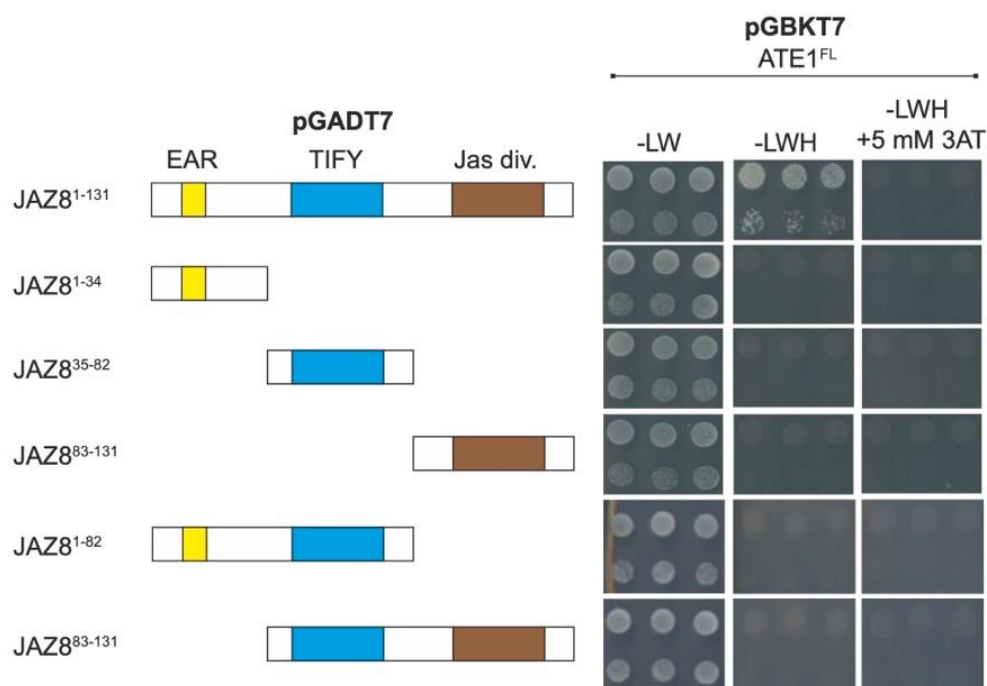 pGBKT7
ATE1FL
pGADT7
-LW
-LWH
-LWH
+5 mM 3AT
EAR TIFY Jas div.
JAZ81-131
JAZ81-34
JAZ835-82
JAZ883-131
JAZ81-82
JAZ883-131